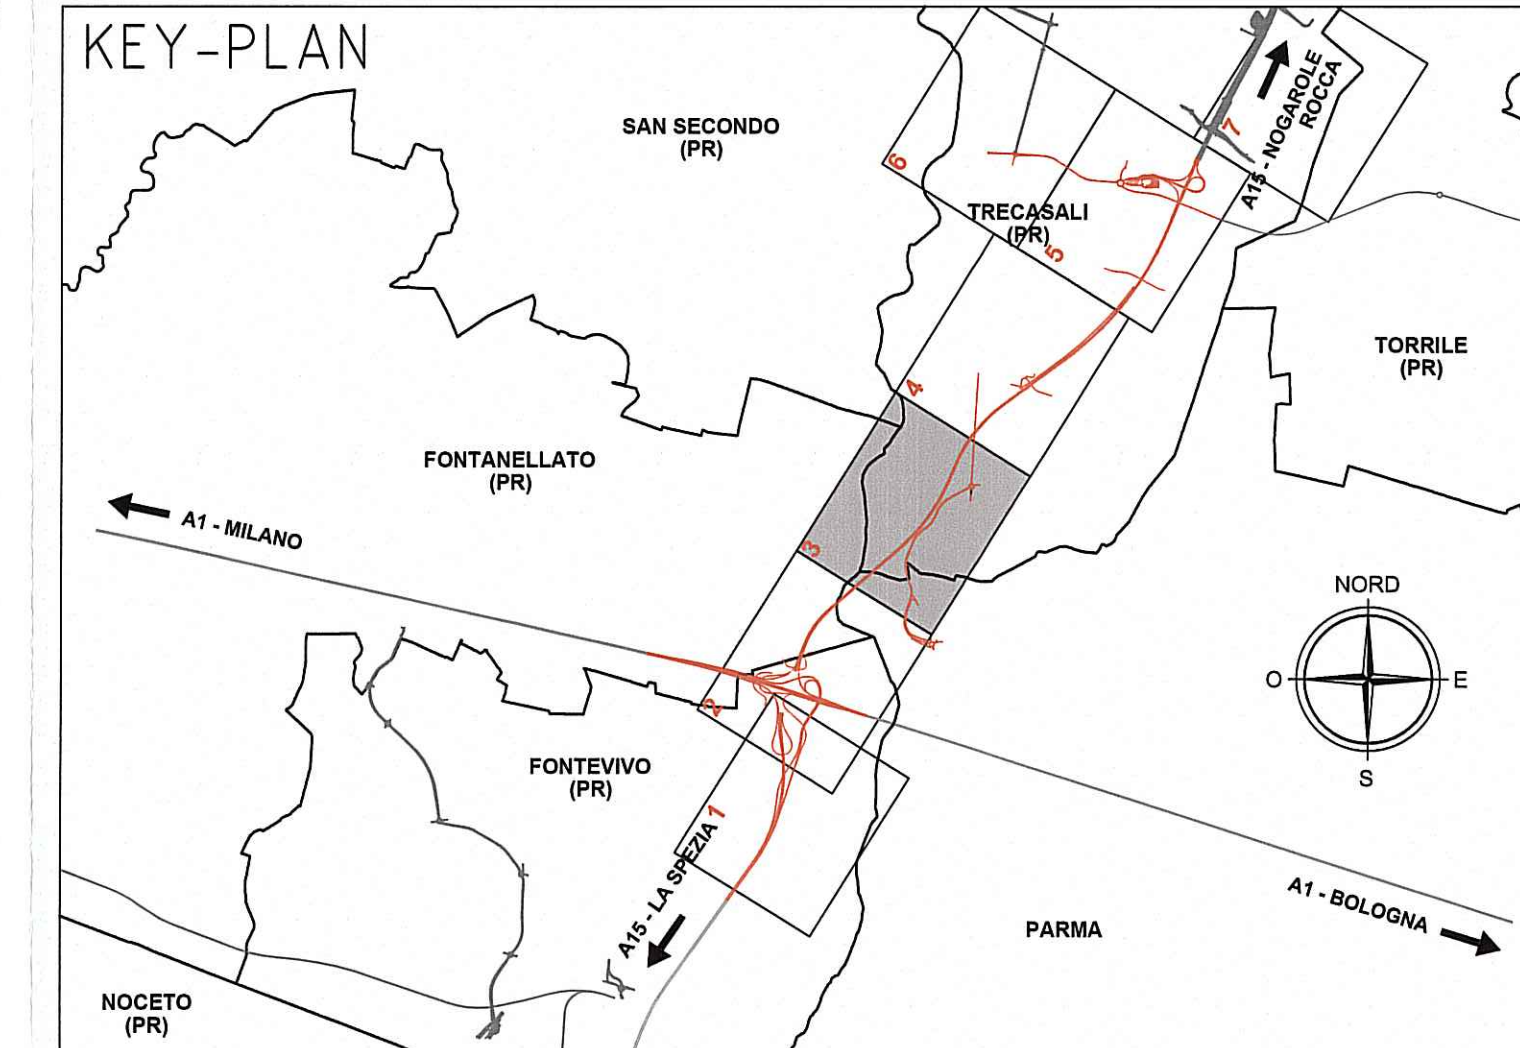 KEY-PLAN
SAN SECONDO
(PR)
A15 - NOGAROLE
ROCCA
7
6
TRECASALI
(PR)
5
TORRILE
(PR)
4
FONTANELLATO
(PR)
A1 - MILANO
3
NORD
O
E
S
2
FONTEVIVO
(PR)
1
A15 - LA SPEZIA
A1 - BOLOGNA
PARMA
NOCETO
(PR)